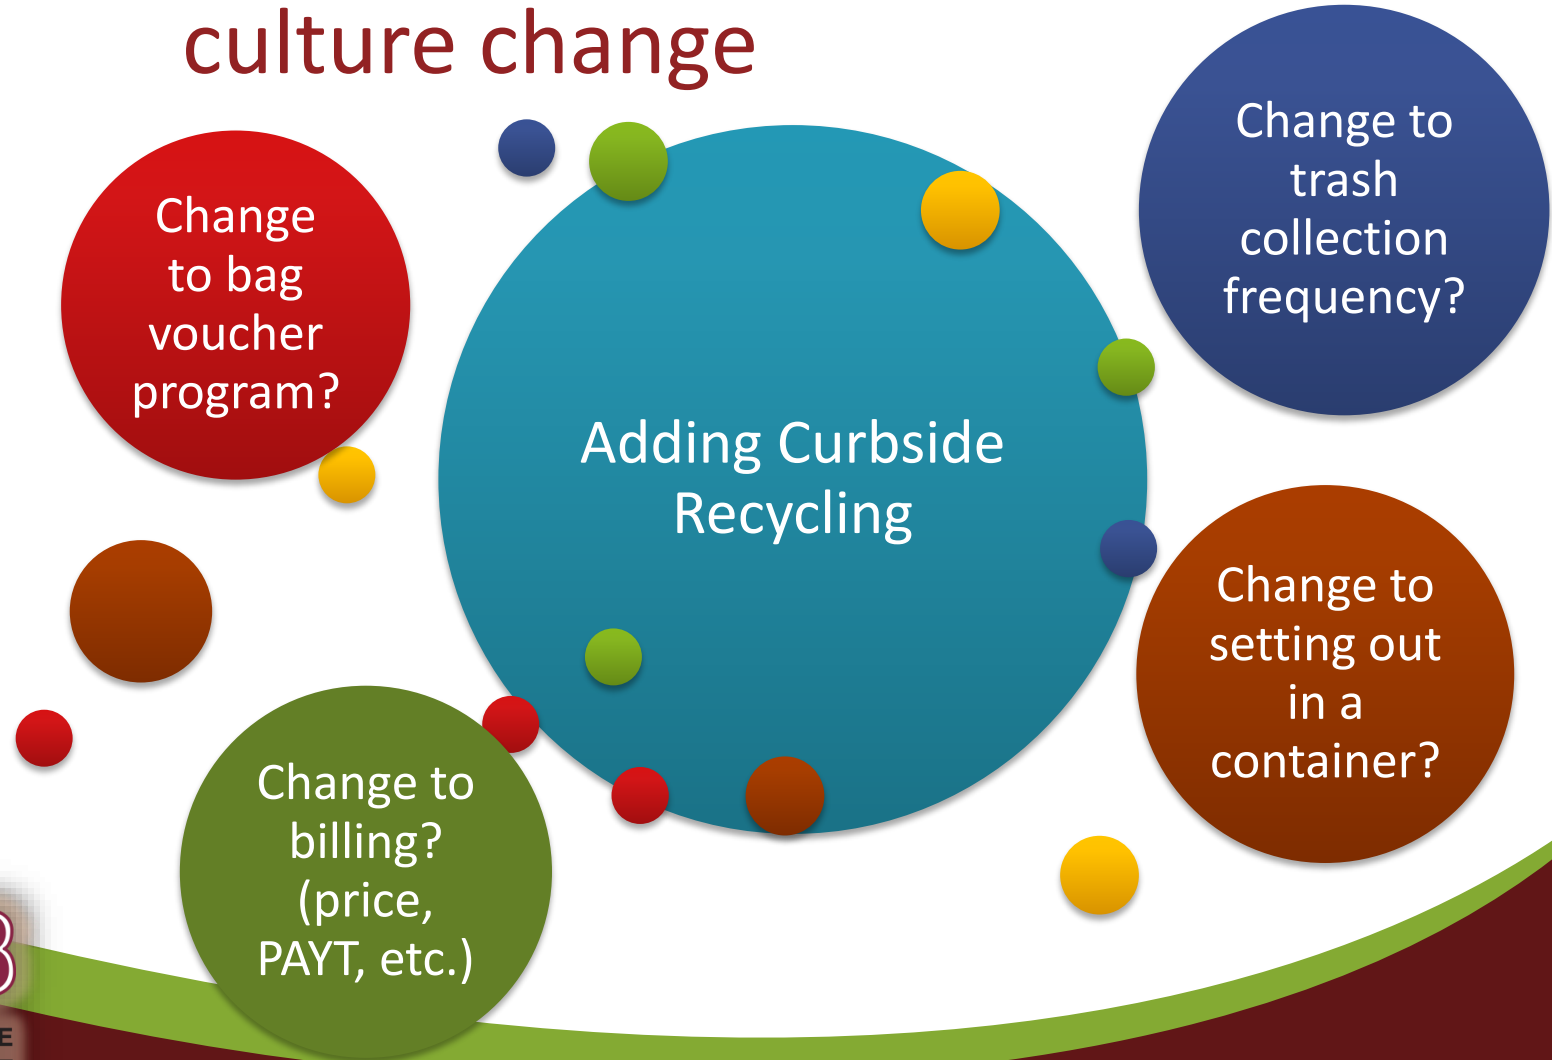 culture change
Change
to bag
voucher
program?
Change to
trash
collection
frequency?
Adding Curbside
Recycling
Change to
setting out
in a
container?
Change to
billing?
(price,
PAYT, etc.)